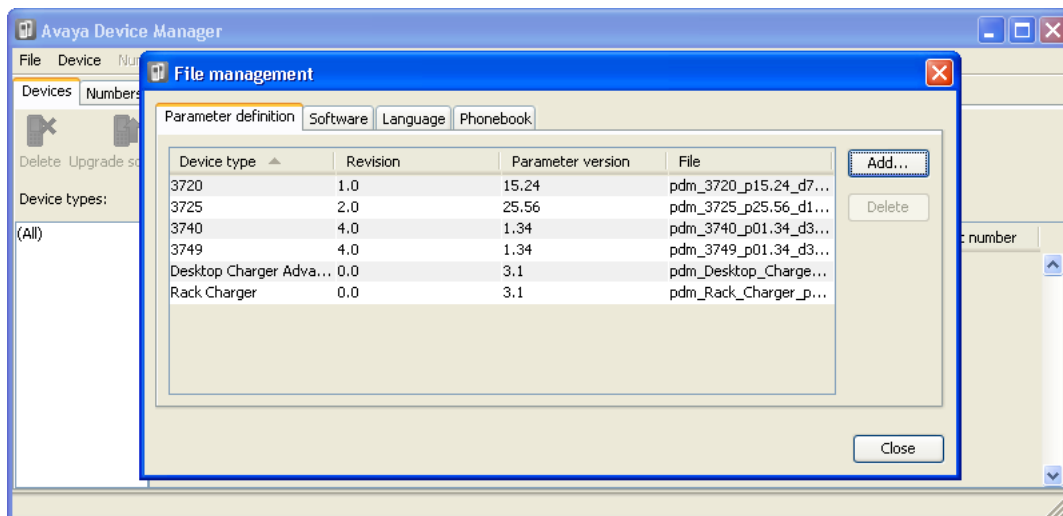 Avaya Device Manager
File Device Nu
File management
Devices Numbers
Parameter definition Software Language Phonebook
Delete Upgrade so
Device types:
(All)
Device type Revision Parameter version File
3720 1.0 15.24 pdm_3720_p15.24_d7...
3725 2.0 25.56 pdm_3725_p25.56_d1...
3740 4.0 1.34 pdm_3740_p01.34_d3...
3749 4.0 1.34 pdm_3749_p01.34_d3...
Desktop Charger Adva... 0.0 3.1 pdm_Desktop_Charge...
Rack Charger 0.0 3.1 pdm_Rack_Charger_p...
Add...
Delete
number
Close